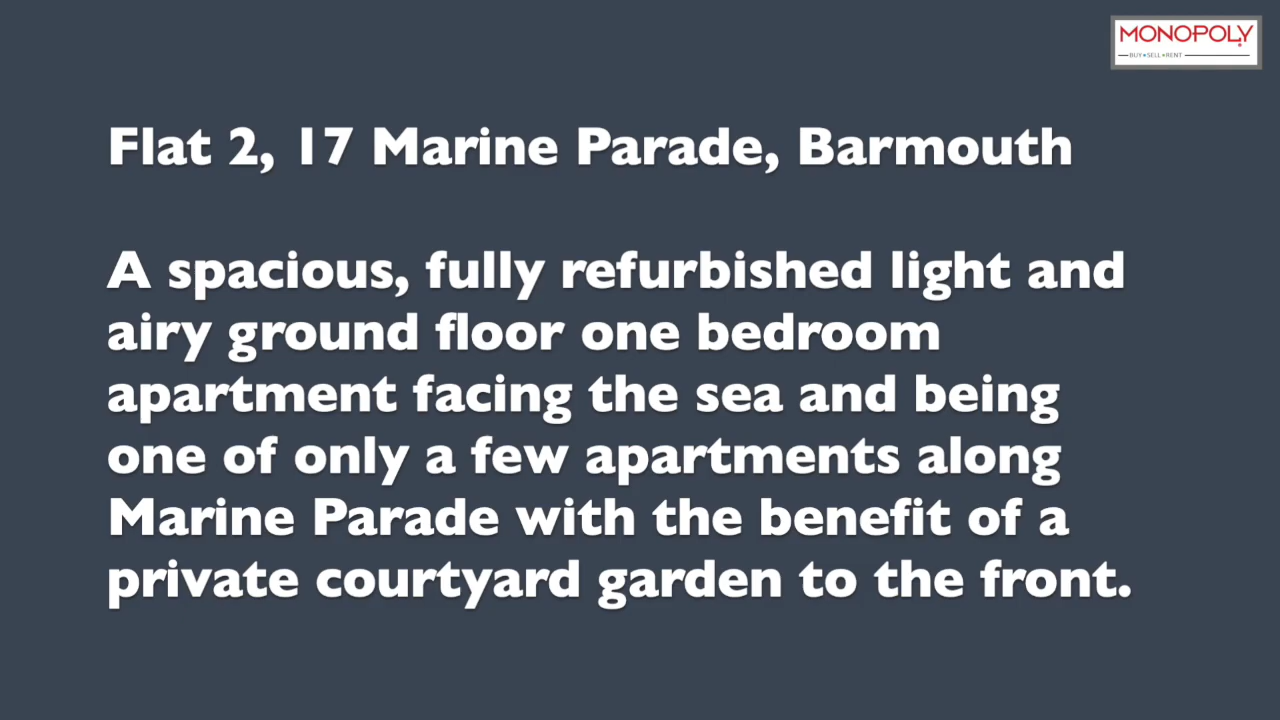 MONOPOLY
BUY•SELL•RENT
Flat 2, 17 Marine Parade, Barmouth
A spacious, fully refurbished light and
airy ground floor one bedroom
apartment facing the sea and being
one of only a few apartments along
Marine Parade with the benefit of a
private courtyard garden to the front.